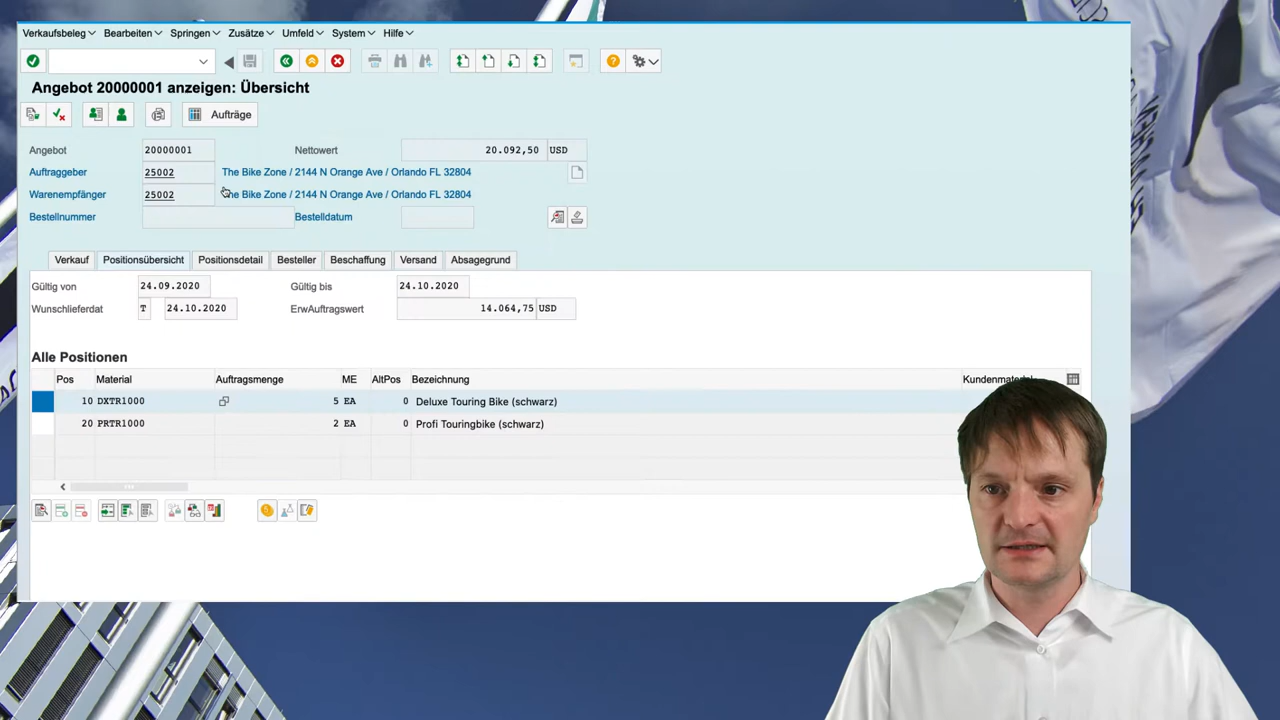 Verkaufsbeleg Bearbeiten Springen Zusätze Umfeld System Hilfe
Angebot 20000001 anzeigen: Übersicht
Aufträge
Angebot 20000001 Nettowert 20.092,50 USD
Auftraggeber 25002 The Bike Zone / 2144 N Orange Ave / Orlando FL 32804
Warenempfänger 25002 The Bike Zone / 2144 N Orange Ave / Orlando FL 32804
Bestellnummer Bestelldatum
Verkauf Positionsübersicht Positionsdetail Besteller Beschaffung Versand Absagegrund
Gültig von 24.09.2020 Gültig bis 24.10.2020
Wunschlieferdat T 24.10.2020 ErwAuftragswert 14.064,75 USD
Alle Positionen
Pos Material Auftragsmenge ME AltPos Bezeichnung
10 DXTR1000 5 EA 0 Deluxe Touring Bike (schwarz)
20 PRTR1000 2 EA 0 Profi Touringbike (schwarz)